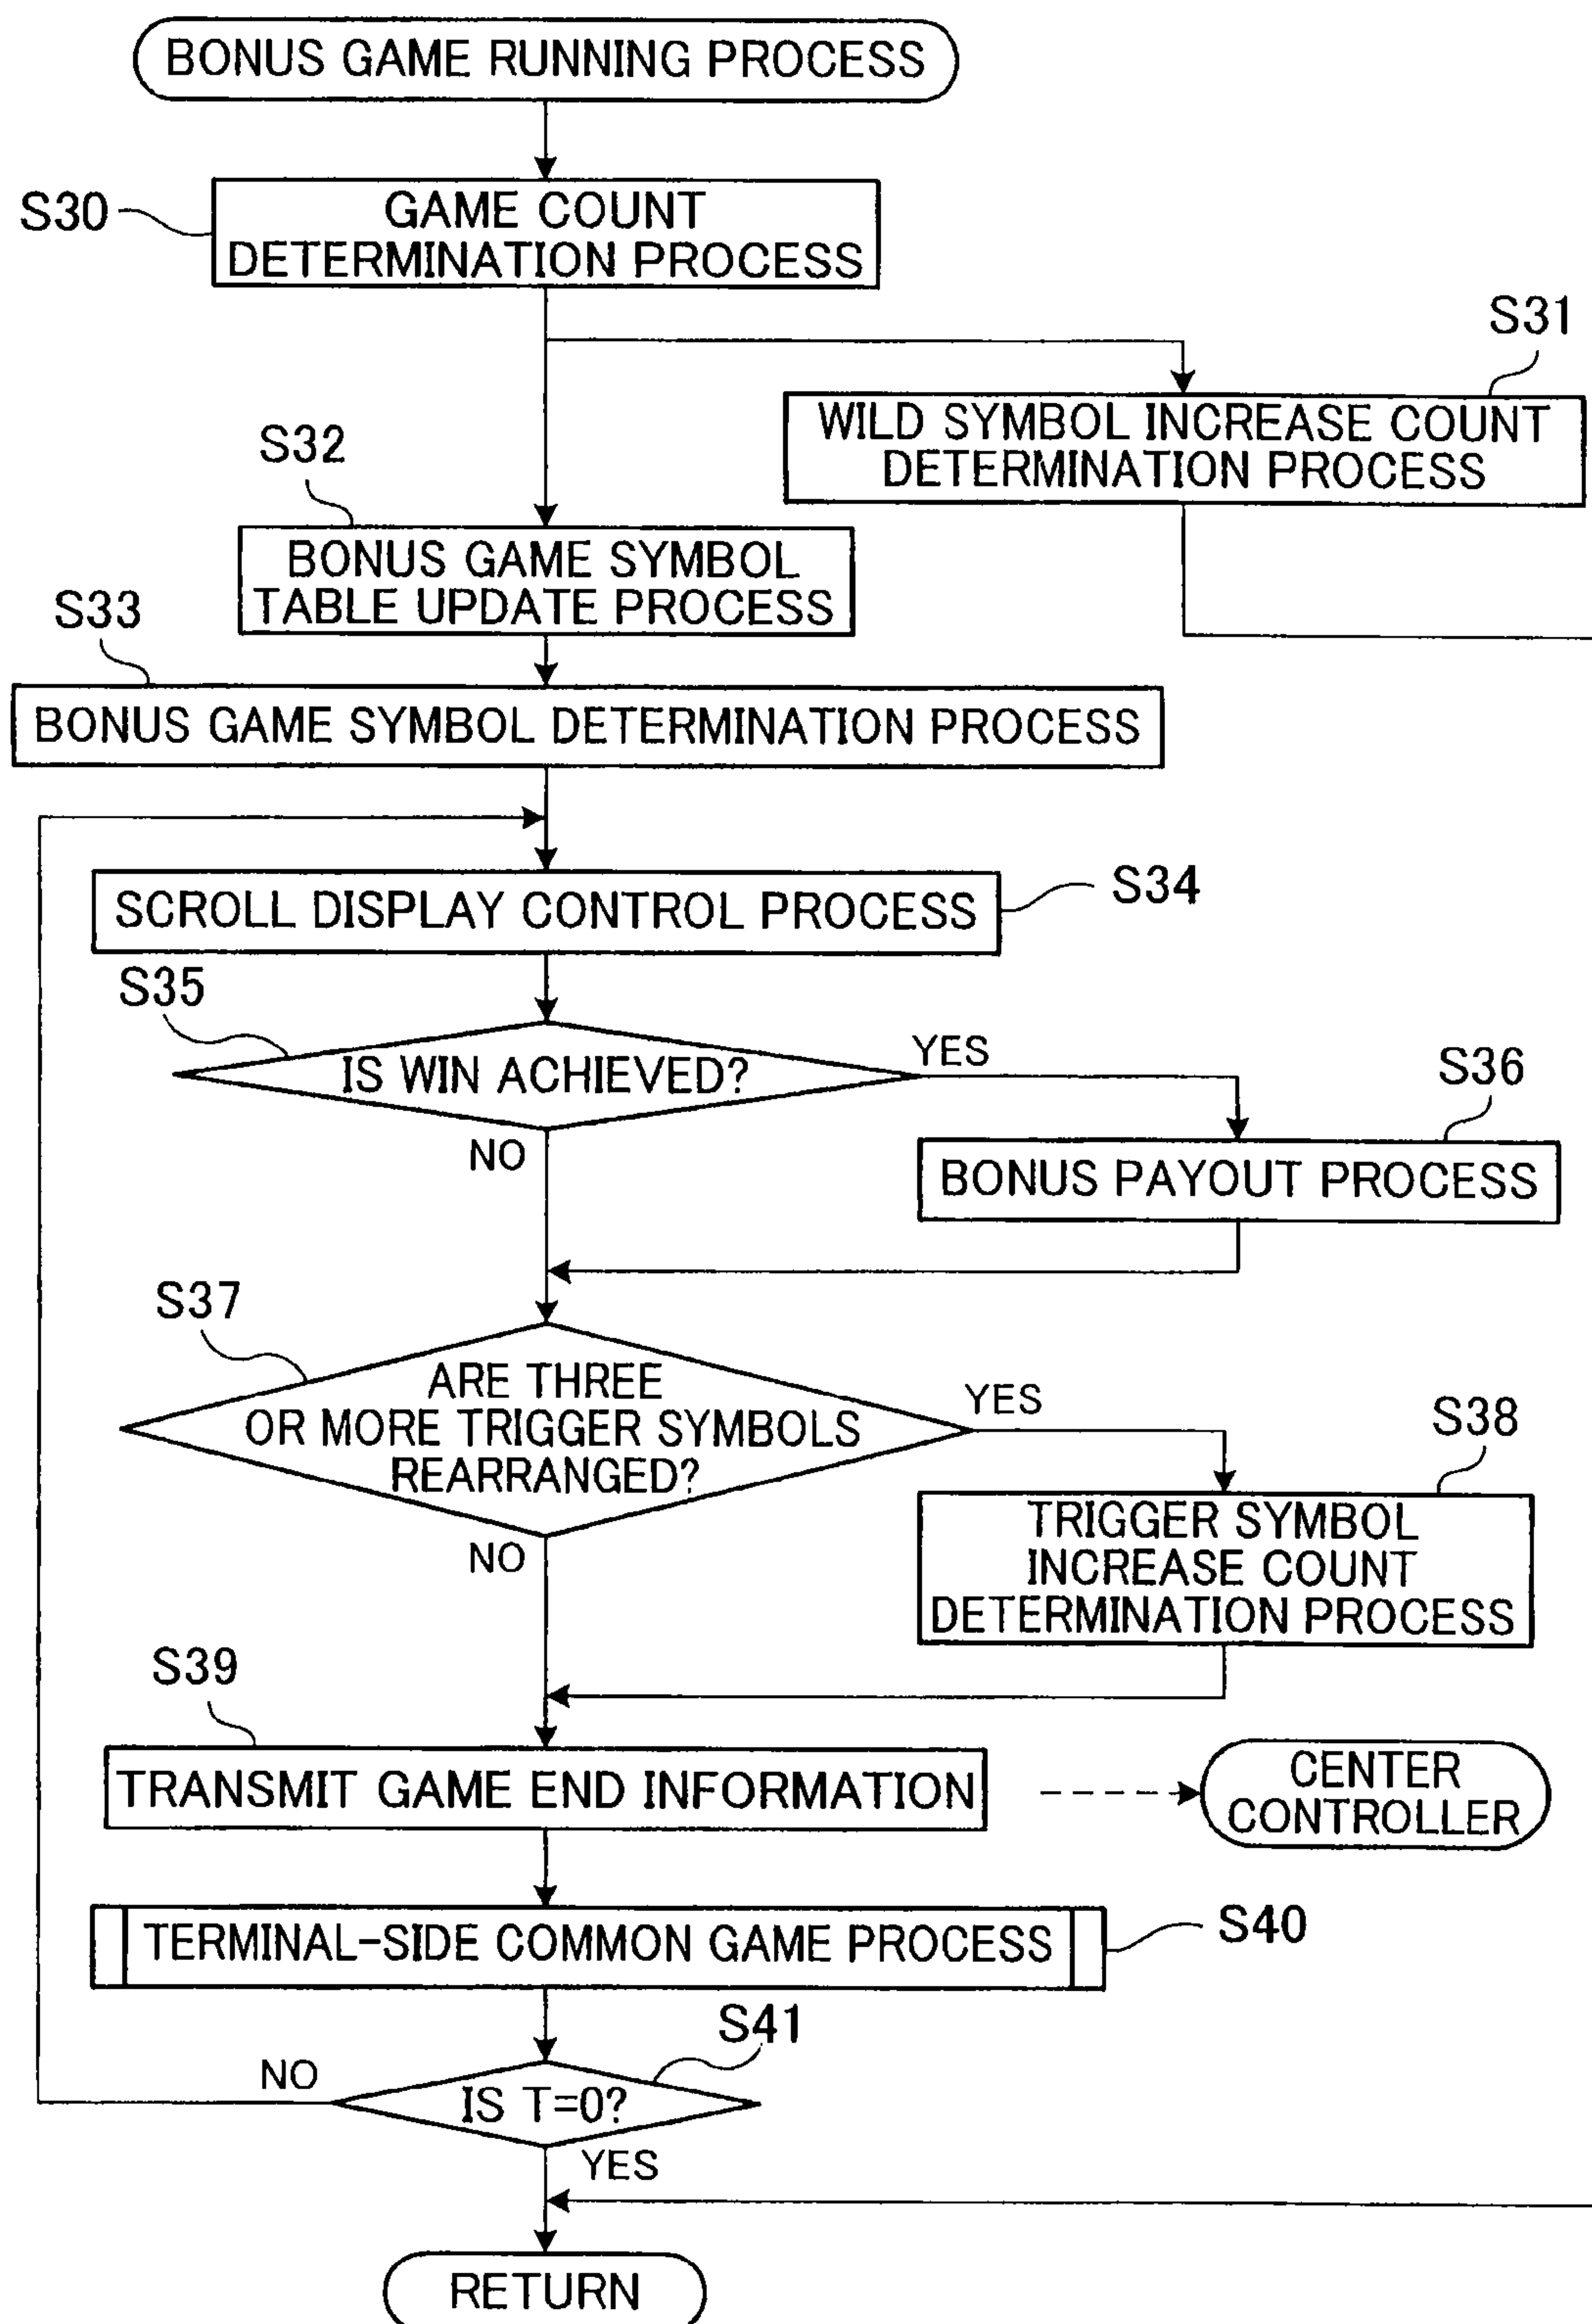 BONUS GAME RUNNING PROCESS
S30
GAME COUNT
DETERMINATION PROCESS
S31
WILD SYMBOL INCREASE COUNT
DETERMINATION PROCESS
S32
BONUS GAME SYMBOL
TABLE UPDATE PROCESS
S33
BONUS GAME SYMBOL DETERMINATION PROCESS
SCROLL DISPLAY CONTROL PROCESS
S34
S35
IS WIN ACHIEVED?
YES
NO
S36
BONUS PAYOUT PROCESS
S37
ARE THREE
OR MORE TRIGGER SYMBOLS
REARRANGED?
YES
NO
S38
TRIGGER SYMBOL
INCREASE COUNT
DETERMINATION PROCESS
S39
TRANSMIT GAME END INFORMATION
CENTER
CONTROLLER
TERMINAL-SIDE COMMON GAME PROCESS
S40
S41
NO
IS T=0?
YES
RETURN